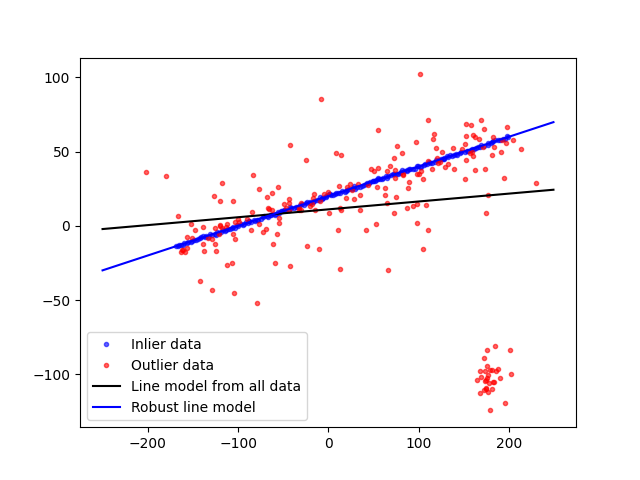 100
50
0
−50
−100
Inlier data
Outlier data
Line model from all data
Robust line model
−200 −100 0 100 200